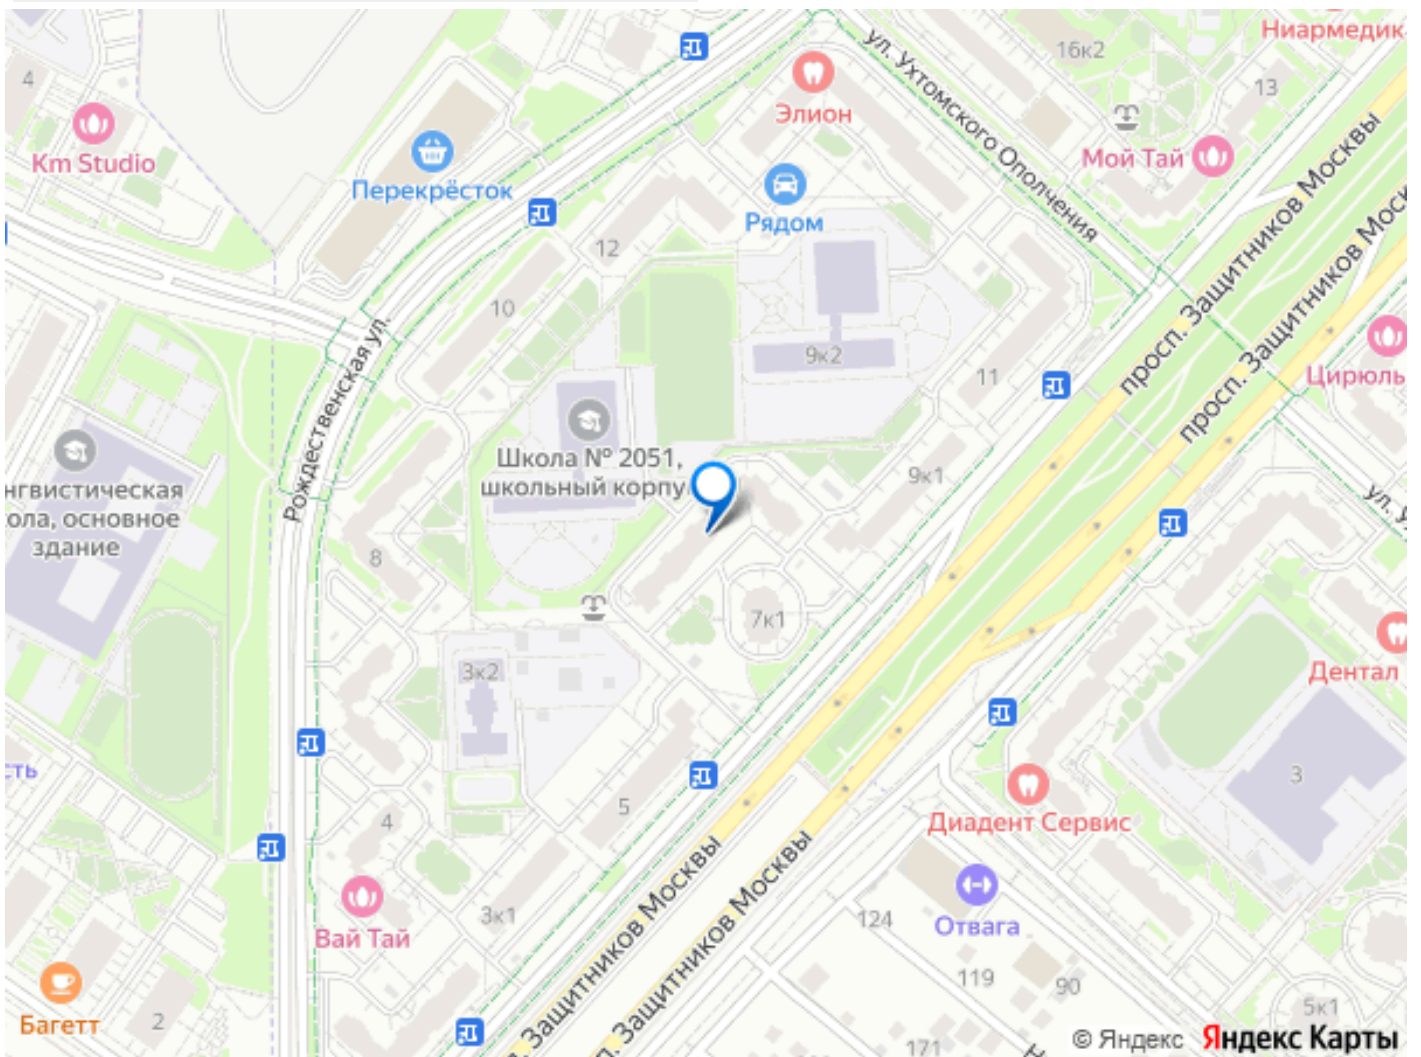 Ниармедик
16к2
ул. Ухтомского Ополчения
4
13
Элион
просп. Защитников Москвы
просп. Защитников Моск
Km Studio
Мой Тай
Перекрёсток
Рядом
12
10
Рождественская ул.
9к2
11
Цирюль
Школа № 2051,
школьный корпу
9к1
нгвистическая
ола, основное
здание
8
7к1
3к2
Дентал
сть
3
5
4
Диадент Сервис
3к1
Защитников Москвы
Защитников Москвы
Вай Тай
124
Отвага
119
90
5к1
Багетт
2
171
© Яндекс Яндекс Карты